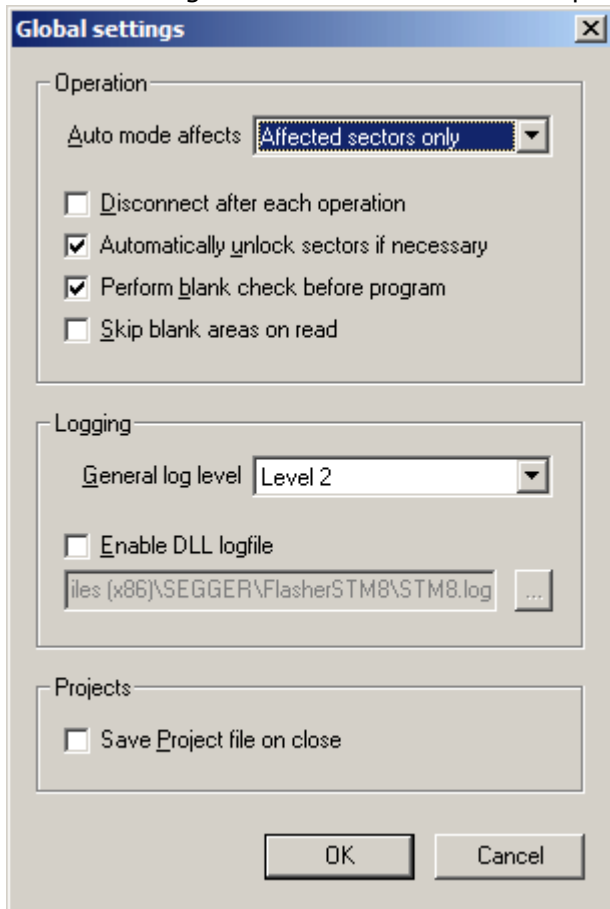 Global settings
Operation
Auto mode affects Affected sectors only
Disconnect after each operation
Automatically unlock sectors if necessary
Perform blank check before program
Skip blank areas on read
Logging
General log level Level 2
Enable DLL logfile
iles (x86)\SEGGER\FlasherSTM8\STM8.log ...
Projects
Save Project file on close
OK Cancel